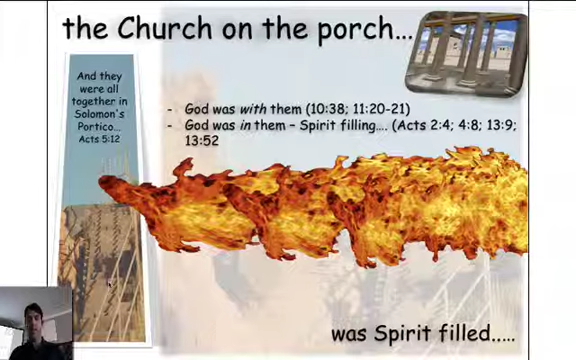 the Church on the porch...
And they
were all
together in
Solomon's
Portico...
Acts 5:12
- God was with them (10:38; 11:20-21)
- God was in them – Spirit filling.... (Acts 2:4; 4:8; 13:9;
13:52
was Spirit filled.....